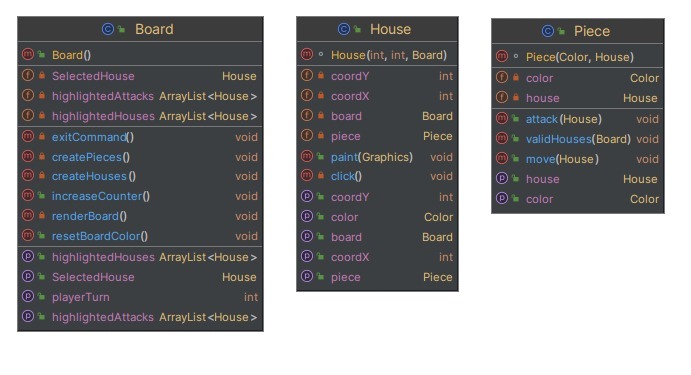 Board
Board()
SelectedHouse House
highlightedAttacks ArrayList<House>
highlightedHouses ArrayList<House>
exitCommand() void
createPieces() void
createHouses() void
increaseCounter() void
renderBoard() void
resetBoardColor() void
highlightedHouses ArrayList<House>
SelectedHouse House
playerTurn int
highlightedAttacks ArrayList<House>
House
House(int, int, Board)
coordY int
coordX int
board Board
piece Piece
paint(Graphics) void
click() void
coordY int
color Color
board Board
coordX int
piece Piece
Piece
Piece(Color, House)
color Color
house House
attack(House) void
validHouses(Board) void
move(House) void
house House
color Color